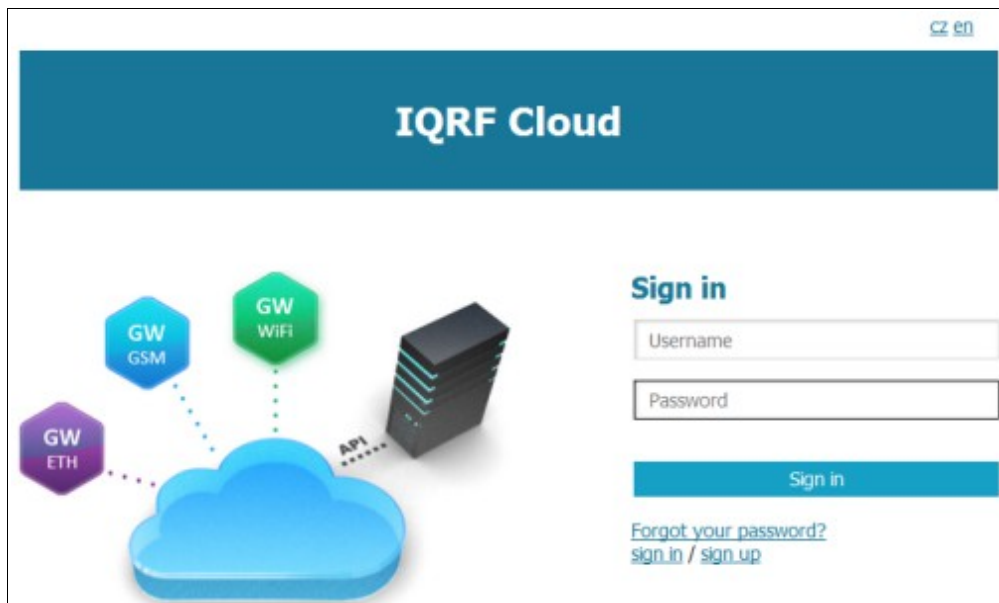 cz en
IQRF Cloud
GW
WiFi
GW
GSM
GW
ETH
API
Sign in
Username
Password
Sign in
Forgot your password?
sign in / sign up